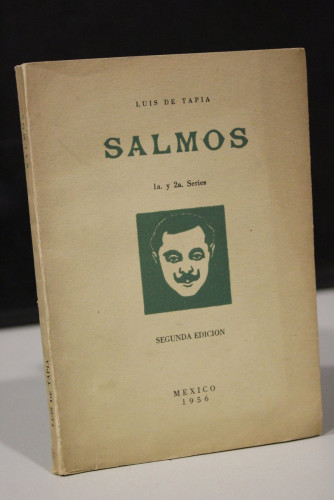 LUIS DE TAPIA
SALMOS
1a. y 2a. Series
SEGUNDA EDICION
MEXICO
1956
LUIS DE TAPIA